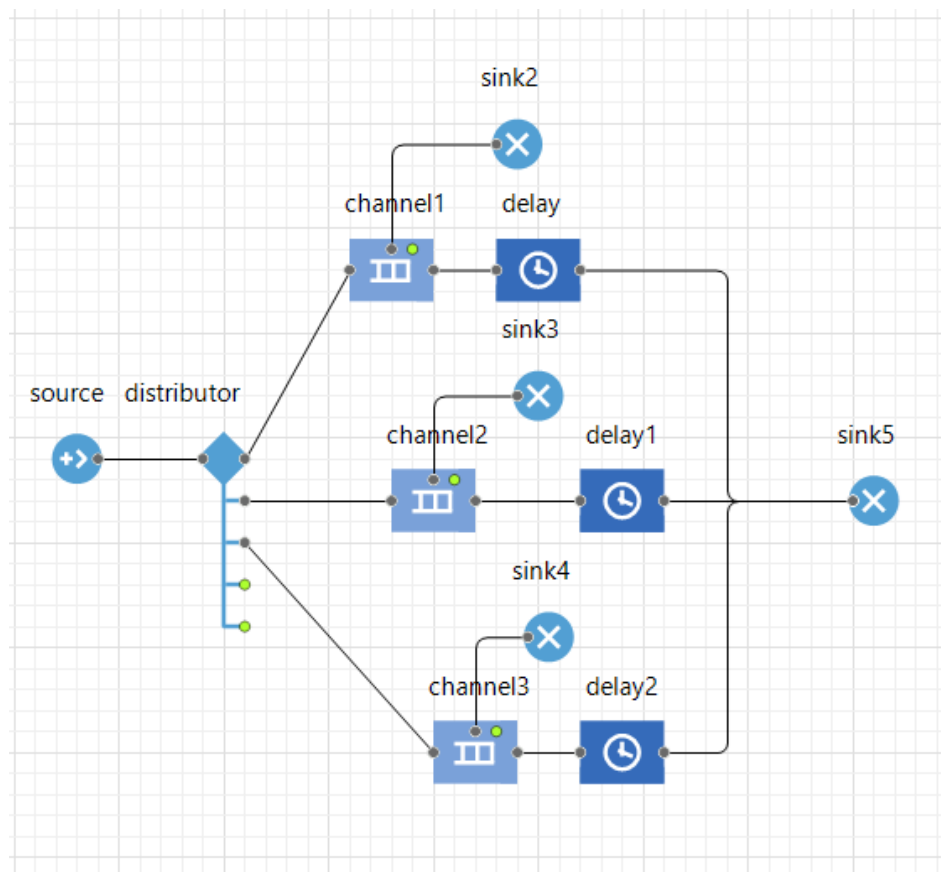 sink2
channel1
delay
sink3
source
distributor
channel2
delay1
sink5
sink4
channel3
delay2